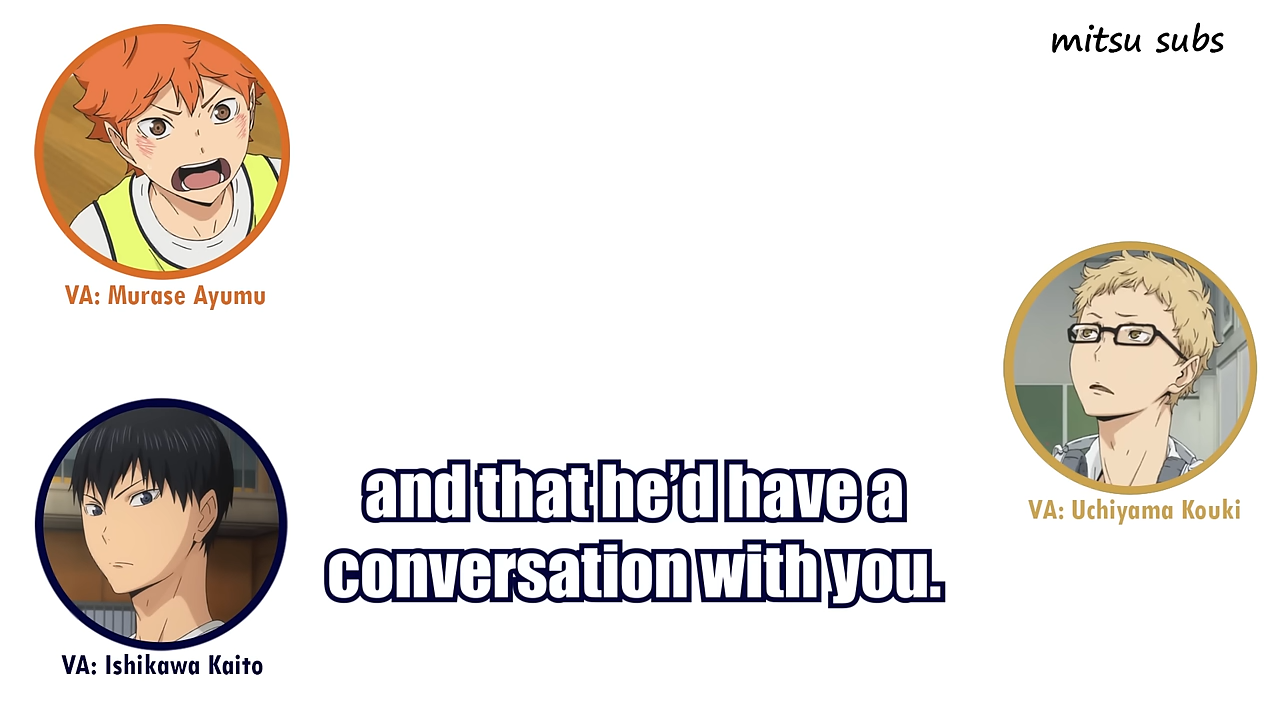 mitsu subs
VA: Murase Ayumu
and that he'd have a
conversation with you.
VA: Uchiyama Kouki
VA: Ishikawa Kaito